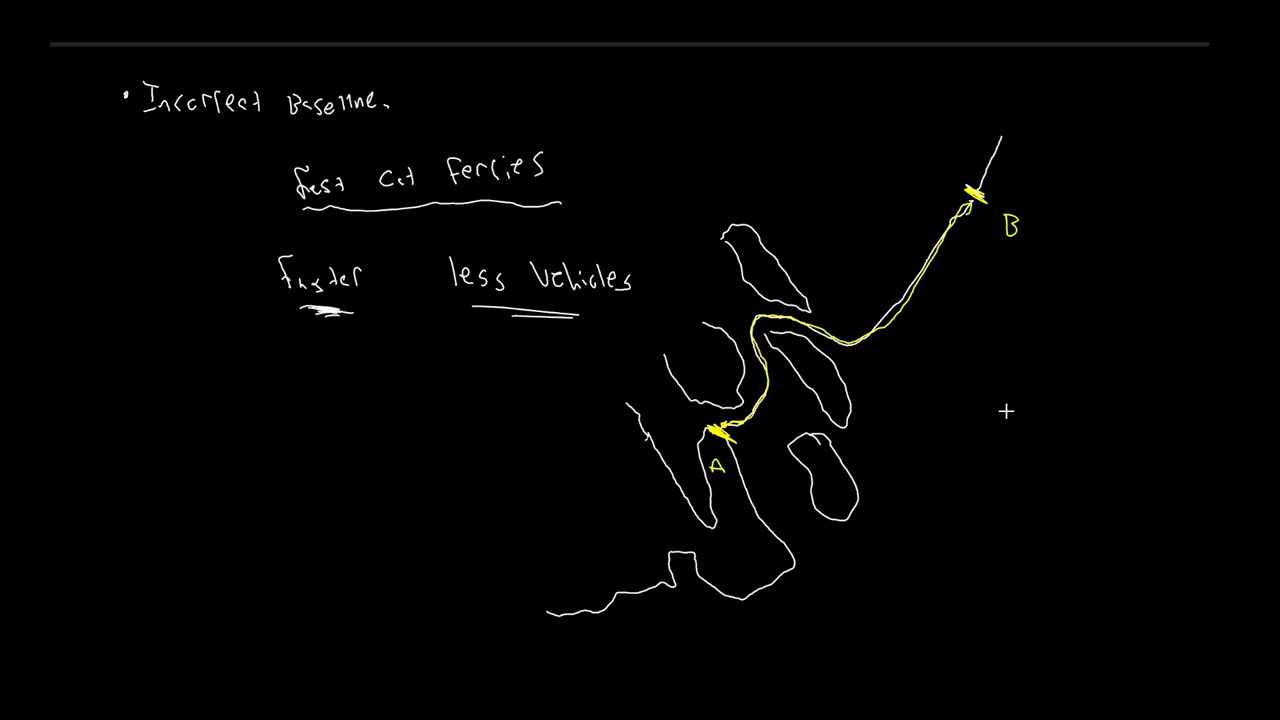 • Incorrect Baseline.
fast cat ferries
faster less vehicles
B
A